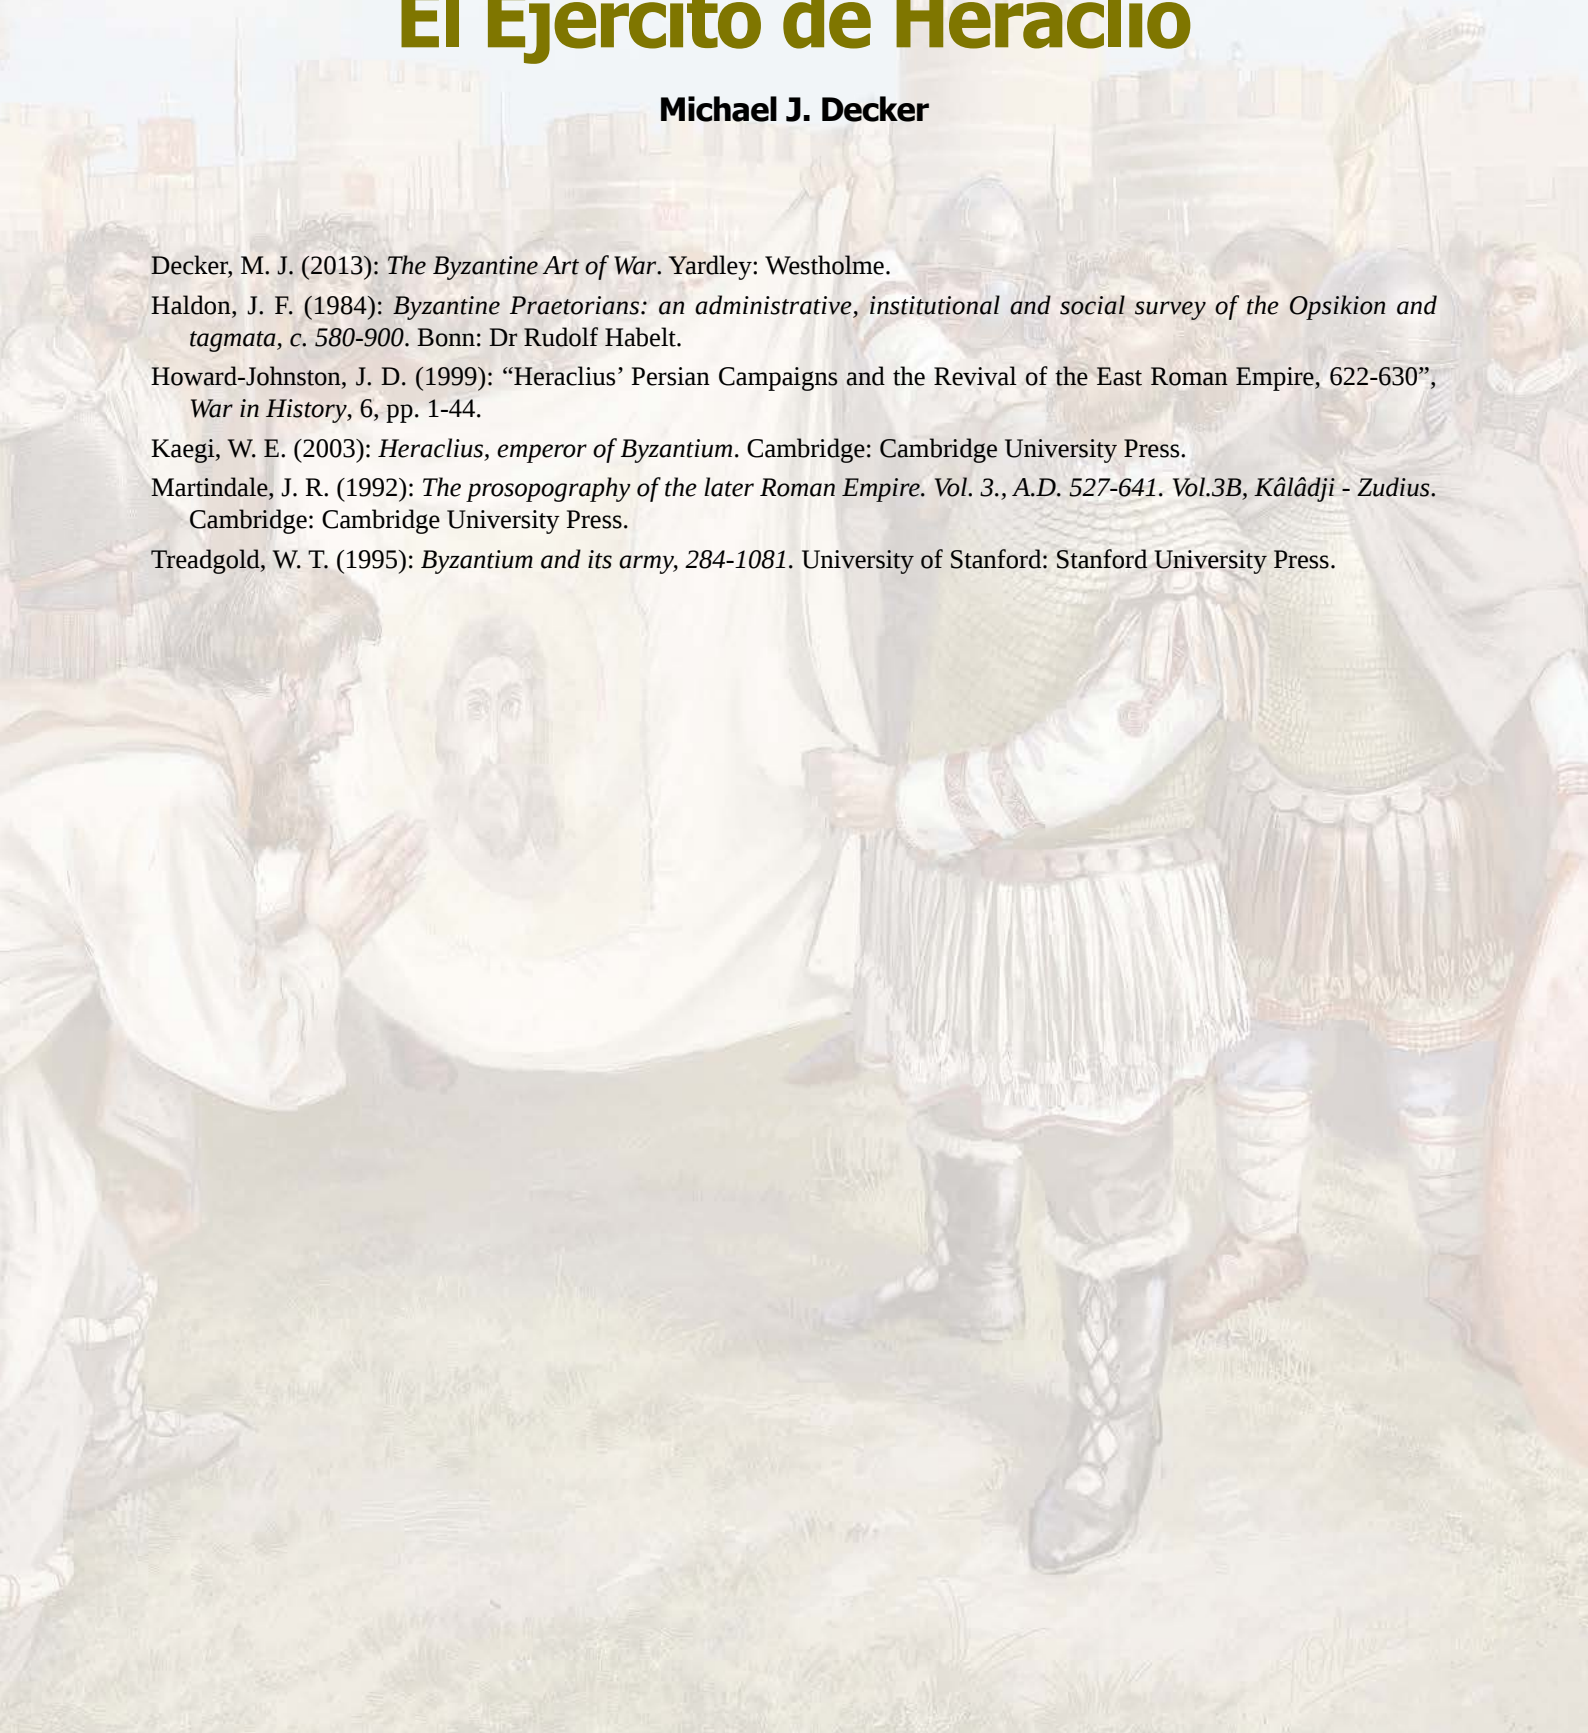 El Ejército de Heraclio
Michael J. Decker
Decker, M. J. (2013): The Byzantine Art of War. Yardley: Westholme.
Haldon, J. F. (1984): Byzantine Praetorians: an administrative, institutional and social survey of the Opsikion and
tagmata, c. 580-900. Bonn: Dr Rudolf Habelt.
Howard-Johnston, J. D. (1999): “Heraclius’ Persian Campaigns and the Revival of the East Roman Empire, 622-630”,
War in History, 6, pp. 1-44.
Kaegi, W. E. (2003): Heraclius, emperor of Byzantium. Cambridge: Cambridge University Press.
Martindale, J. R. (1992): The prosopography of the later Roman Empire. Vol. 3., A.D. 527-641. Vol.3B, Kâlâdji - Zudius.
Cambridge: Cambridge University Press.
Treadgold, W. T. (1995): Byzantium and its army, 284-1081. University of Stanford: Stanford University Press.